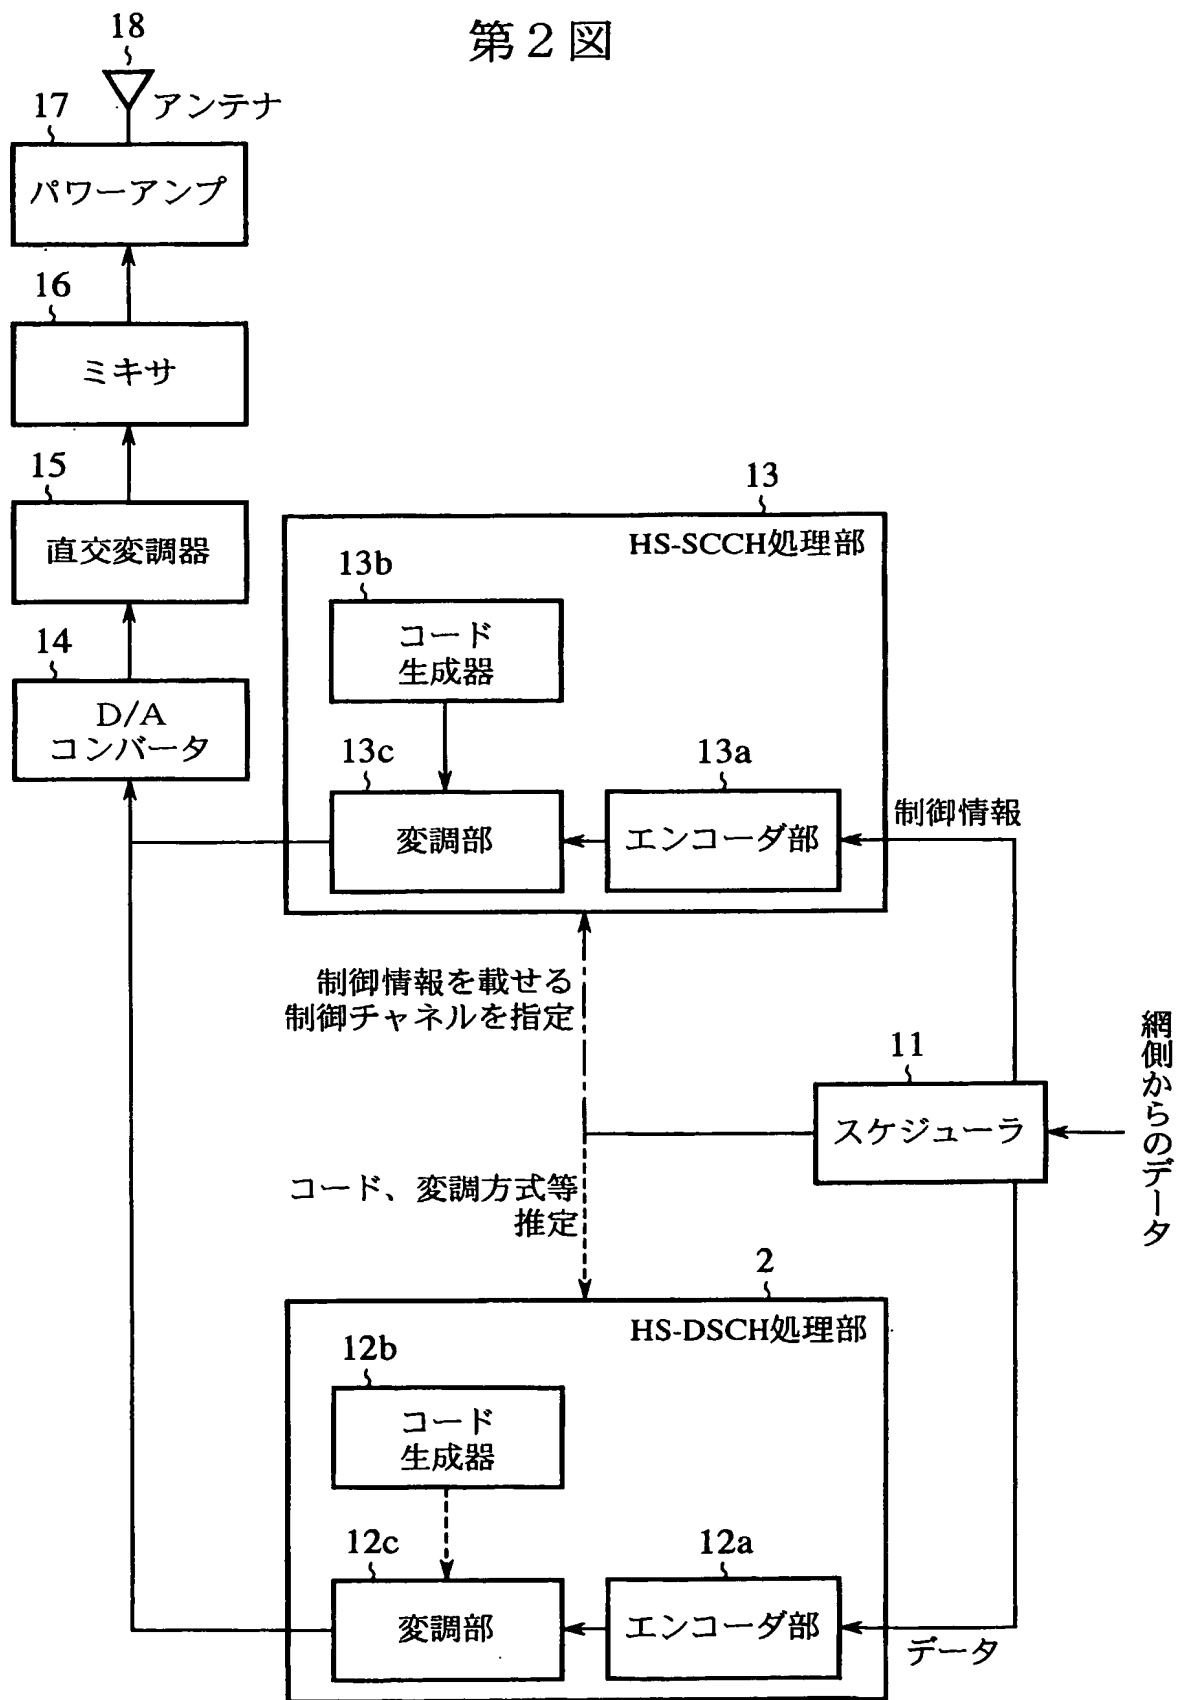 第2図
18
アンテナ
17
パワーアンプ
16
ミキサ
15
直交変調器
14
D/A
コンバータ
13
HS-SCCH処理部
13b
コード
生成器
13c
変調部
13a
エンコーダ部
制御情報
制御情報を載せる
制御チャネルを指定
11
スケジューラ
網側からのデータ
コード、変調方式等
推定
2
HS-DSCH処理部
12b
コード
生成器
12c
変調部
12a
エンコーダ部
データ